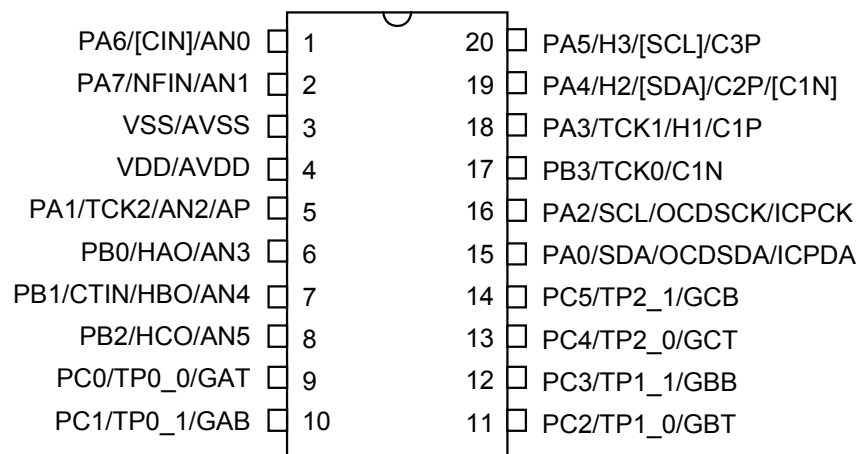 PA6/[CIN]/AN0 1 20 PA5/H3/[SCL]/C3P
PA7/NFIN/AN1 2 19 PA4/H2/[SDA]/C2P/[C1N]
VSS/AVSS 3 18 PA3/TCK1/H1/C1P
VDD/AVDD 4 17 PB3/TCK0/C1N
PA1/TCK2/AN2/AP 5 16 PA2/SCL/OCDSCK/ICPCK
PB0/HAO/AN3 6 15 PA0/SDA/OCDSDA/ICPDA
PB1/CTIN/HBO/AN4 7 14 PC5/TP2_1/GCB
PB2/HCO/AN5 8 13 PC4/TP2_0/GCT
PC0/TP0_0/GAT 9 12 PC3/TP1_1/GBB
PC1/TP0_1/GAB 10 11 PC2/TP1_0/GBT